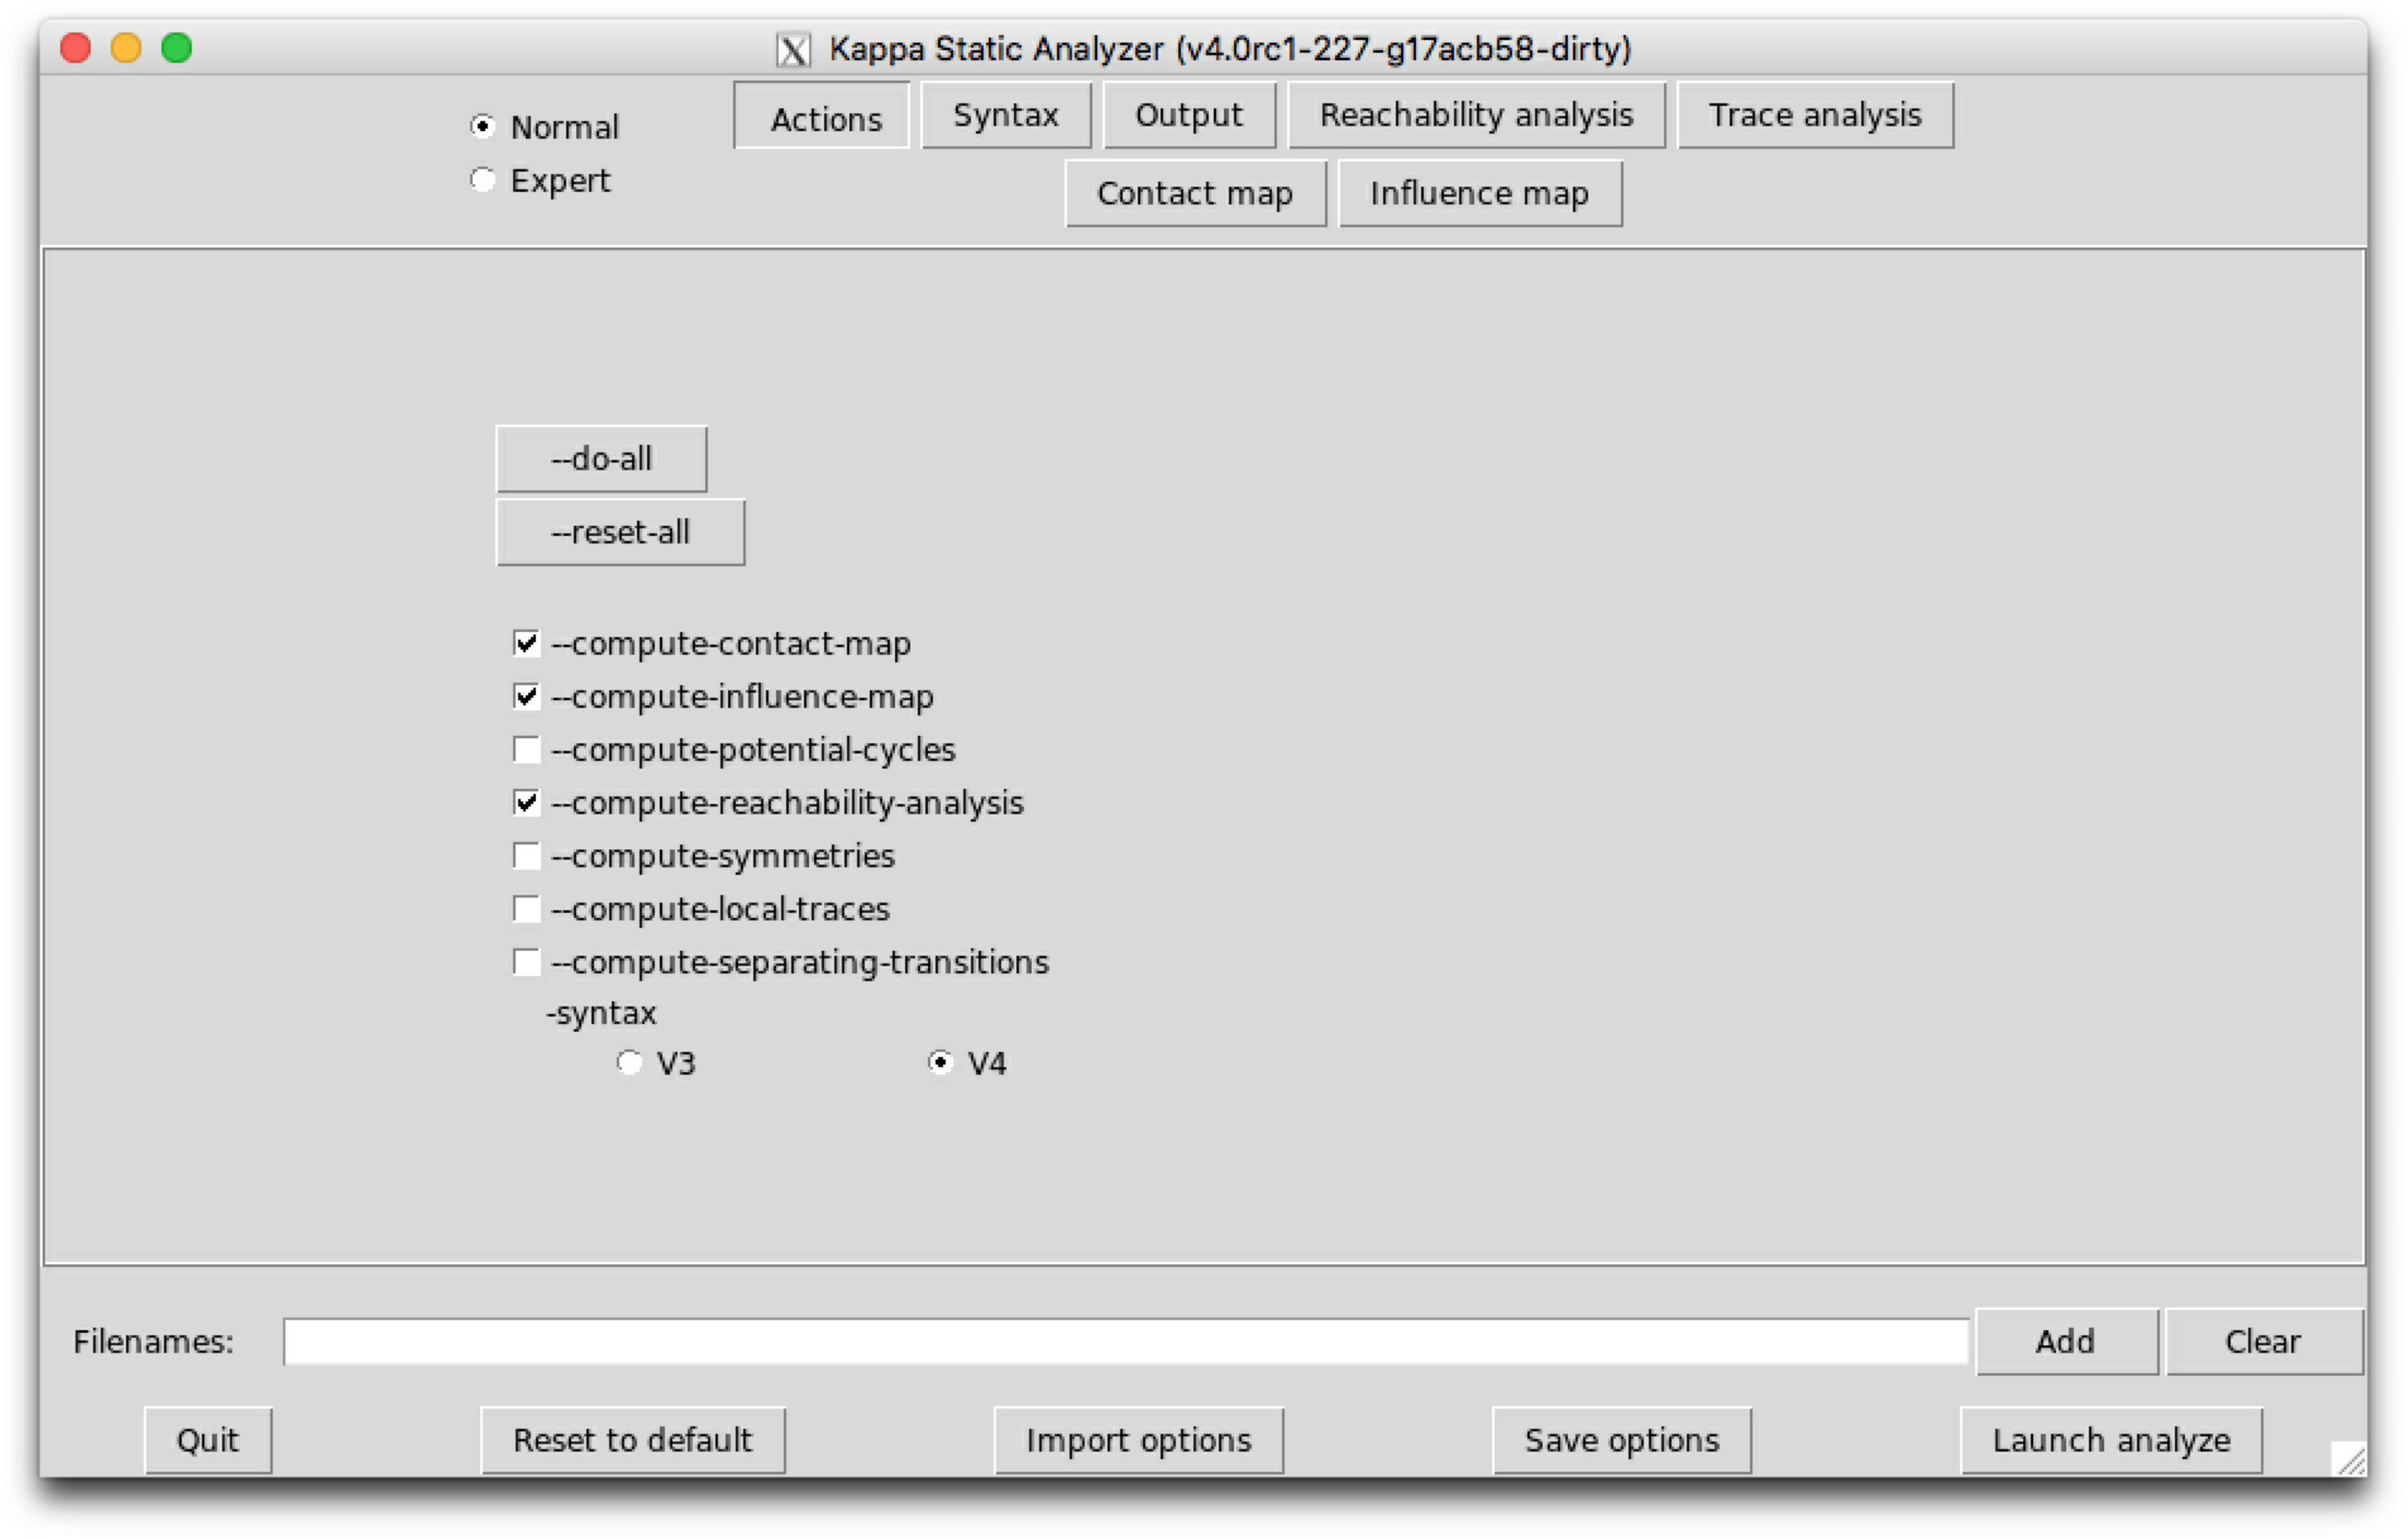 Kappa Static Analyzer (v4.0rc1-227-g17acb58-dirty)
Normal
Expert
Actions Syntax Output Reachability analysis Trace analysis
Contact map Influence map
--do-all
--reset-all
--compute-contact-map
--compute-influence-map
--compute-potential-cycles
--compute-reachability-analysis
--compute-symmetries
--compute-local-traces
--compute-separating-transitions
-syntax
V3 V4
Filenames: Add Clear
Quit Reset to default Import options Save options Launch analyze